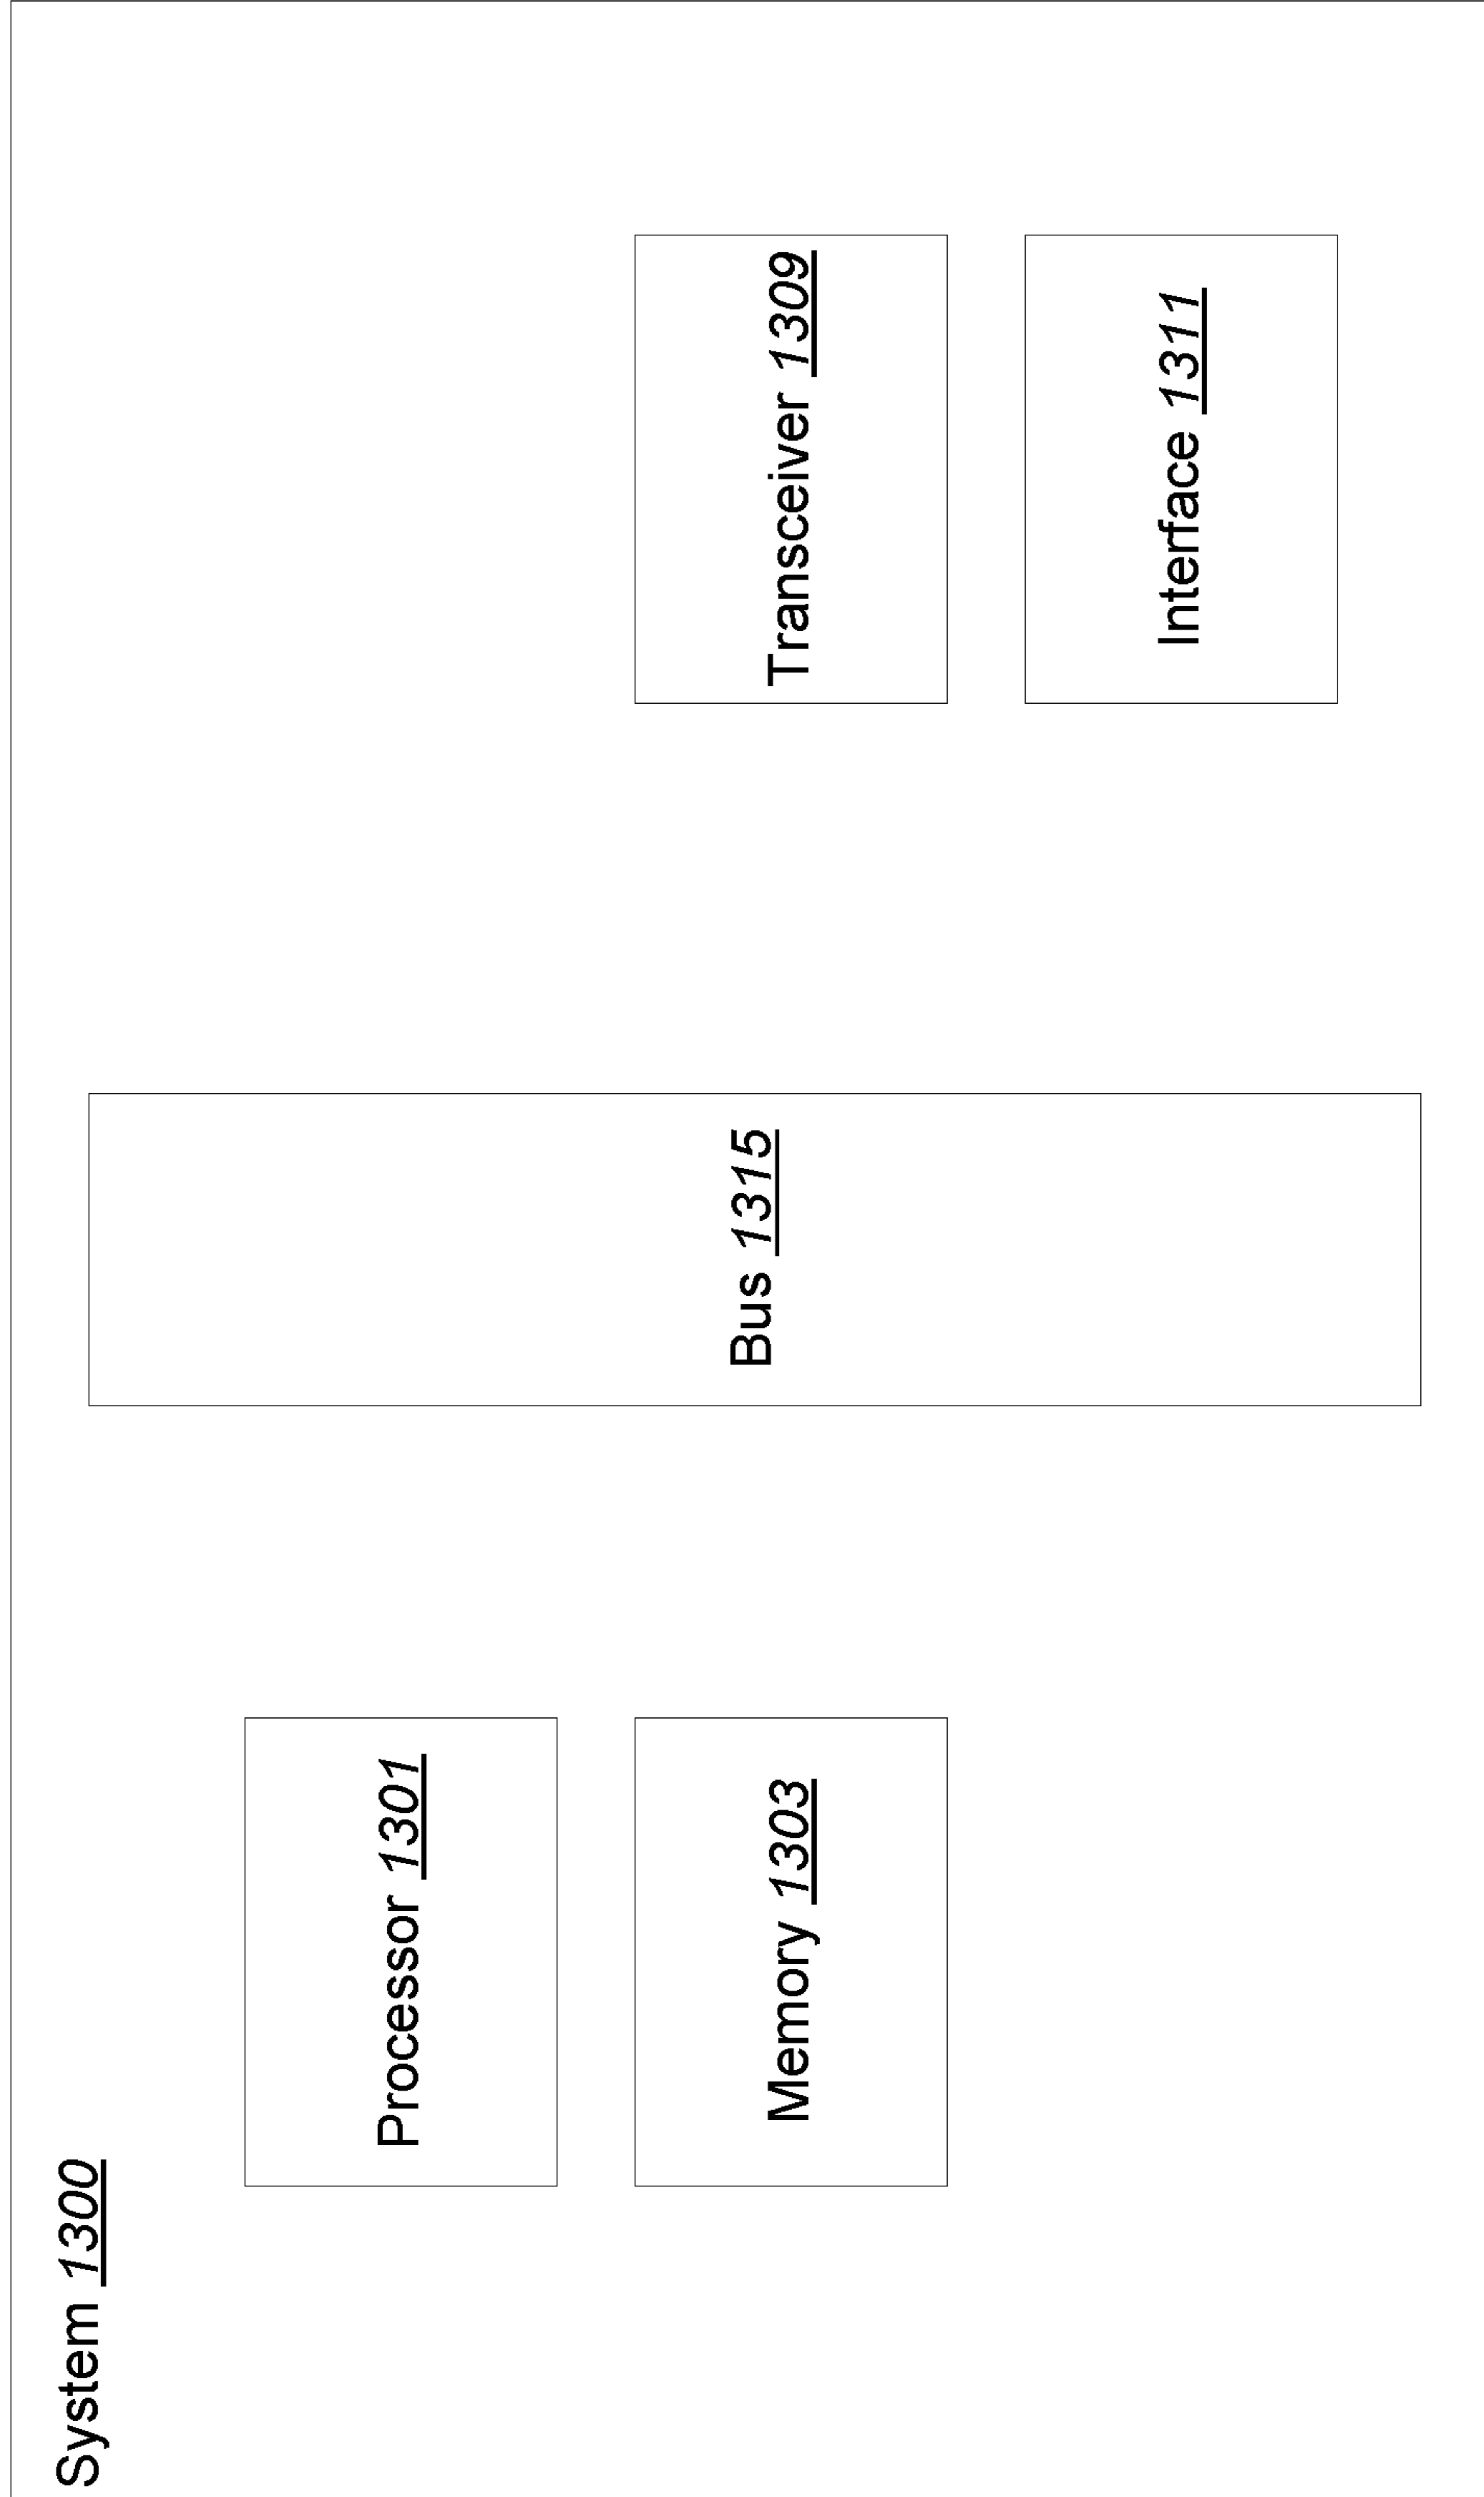 System 1300
Processor 1301
Memory 1303
Bus 1315
Transceiver 1309
Interface 1311